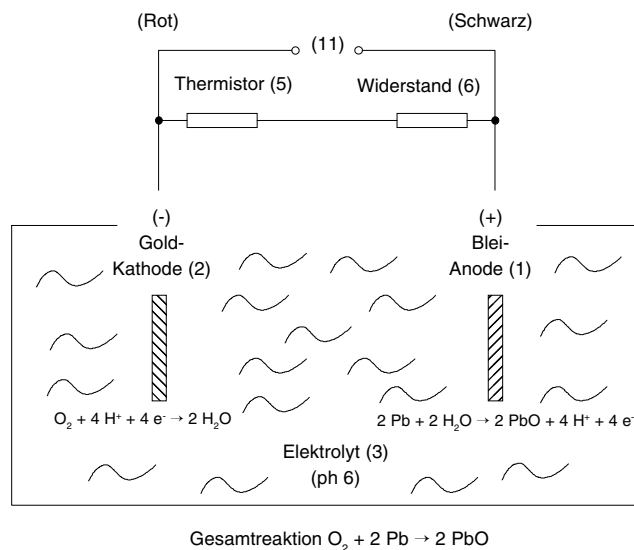 (Rot) (Schwarz)
(11)
Thermistor (5) Widerstand (6)
(-) (+)
Gold- Blei-
Kathode (2) Anode (1)
O₂ + 4 H⁺ + 4 e⁻ → 2 H₂O 2 Pb + 2 H₂O → 2 PbO + 4 H⁺ + 4 e⁻
Elektrolyt (3)
(ph 6)
Gesamtreaktion O₂ + 2 Pb → 2 PbO